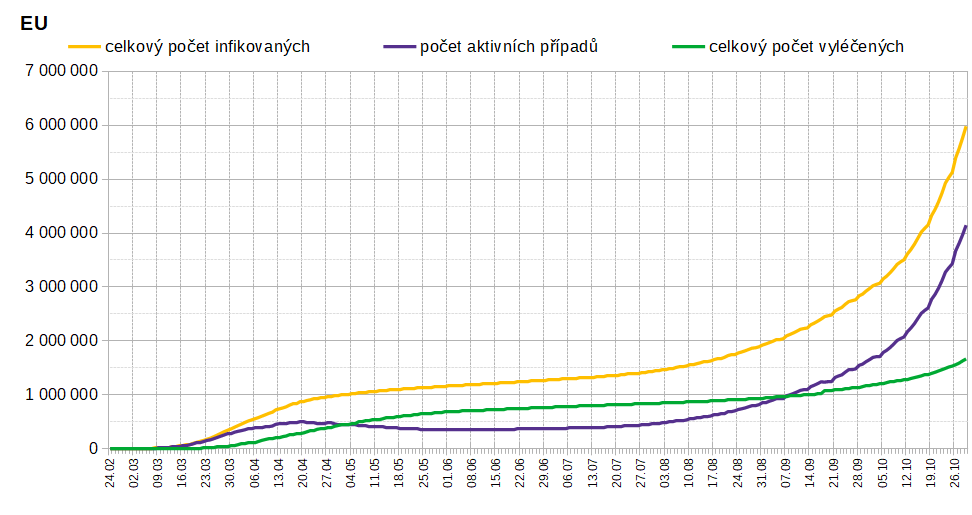 EU
celkový počet infikovaných počet aktivních případů celkový počet vyléčených
7 000 000
6 000 000
5 000 000
4 000 000
3 000 000
2 000 000
1 000 000
0
24.02. 02.03. 09.03. 16.03. 23.03. 30.03. 06.04. 13.04. 20.04. 27.04. 04.05. 11.05. 18.05. 25.05. 01.06. 08.06. 15.06. 22.06. 29.06. 06.07. 13.07. 20.07. 27.07. 03.08. 10.08. 17.08. 24.08. 31.08. 07.09. 14.09. 21.09. 28.09. 05.10. 12.10. 19.10. 26.10.